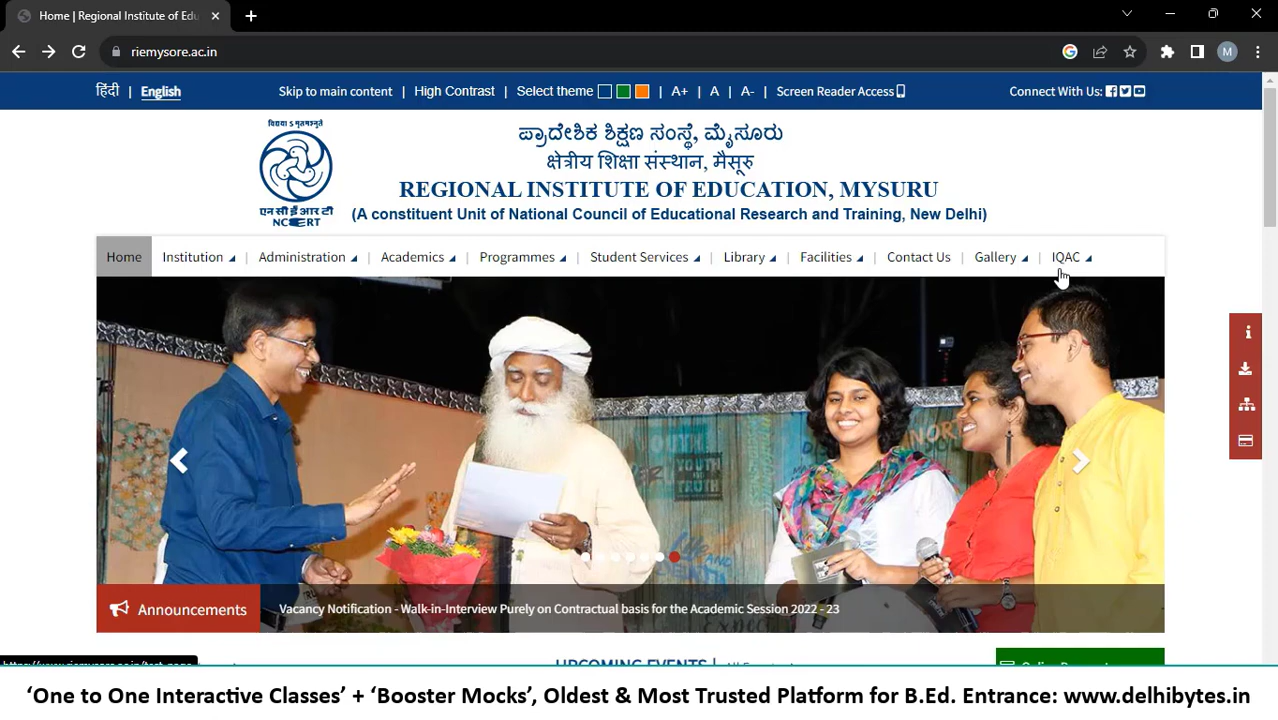 Home | Regional Institute of Edu
riemysore.ac.in
M
हिंदी | English
Skip to main content | High Contrast | Select theme | A+ | A | A- | Screen Reader Access
Connect With Us:
ಪ್ರಾದೇಶಿಕ ಶಿಕ್ಷಣ ಸಂಸ್ಥೆ, ಮೈಸೂರು
क्षेत्रीय शिक्षा संस्थान, मैसूरु
REGIONAL INSTITUTE OF EDUCATION, MYSURU
(A constituent Unit of National Council of Educational Research and Training, New Delhi)
विद्यया ऽ मृतमश्नुते
एन सी ई आर टी
NCERT
Home Institution | Administration | Academics | Programmes | Student Services | Library | Facilities | Contact Us | Gallery | IQAC
YOUTH
AND
Announcements
Vacancy Notification - Walk-in-Interview Purely on Contractual basis for the Academic Session 2022 - 23
UPCOMING EVENTS |
'One to One Interactive Classes' + 'Booster Mocks', Oldest & Most Trusted Platform for B.Ed. Entrance: www.delhibytes.in